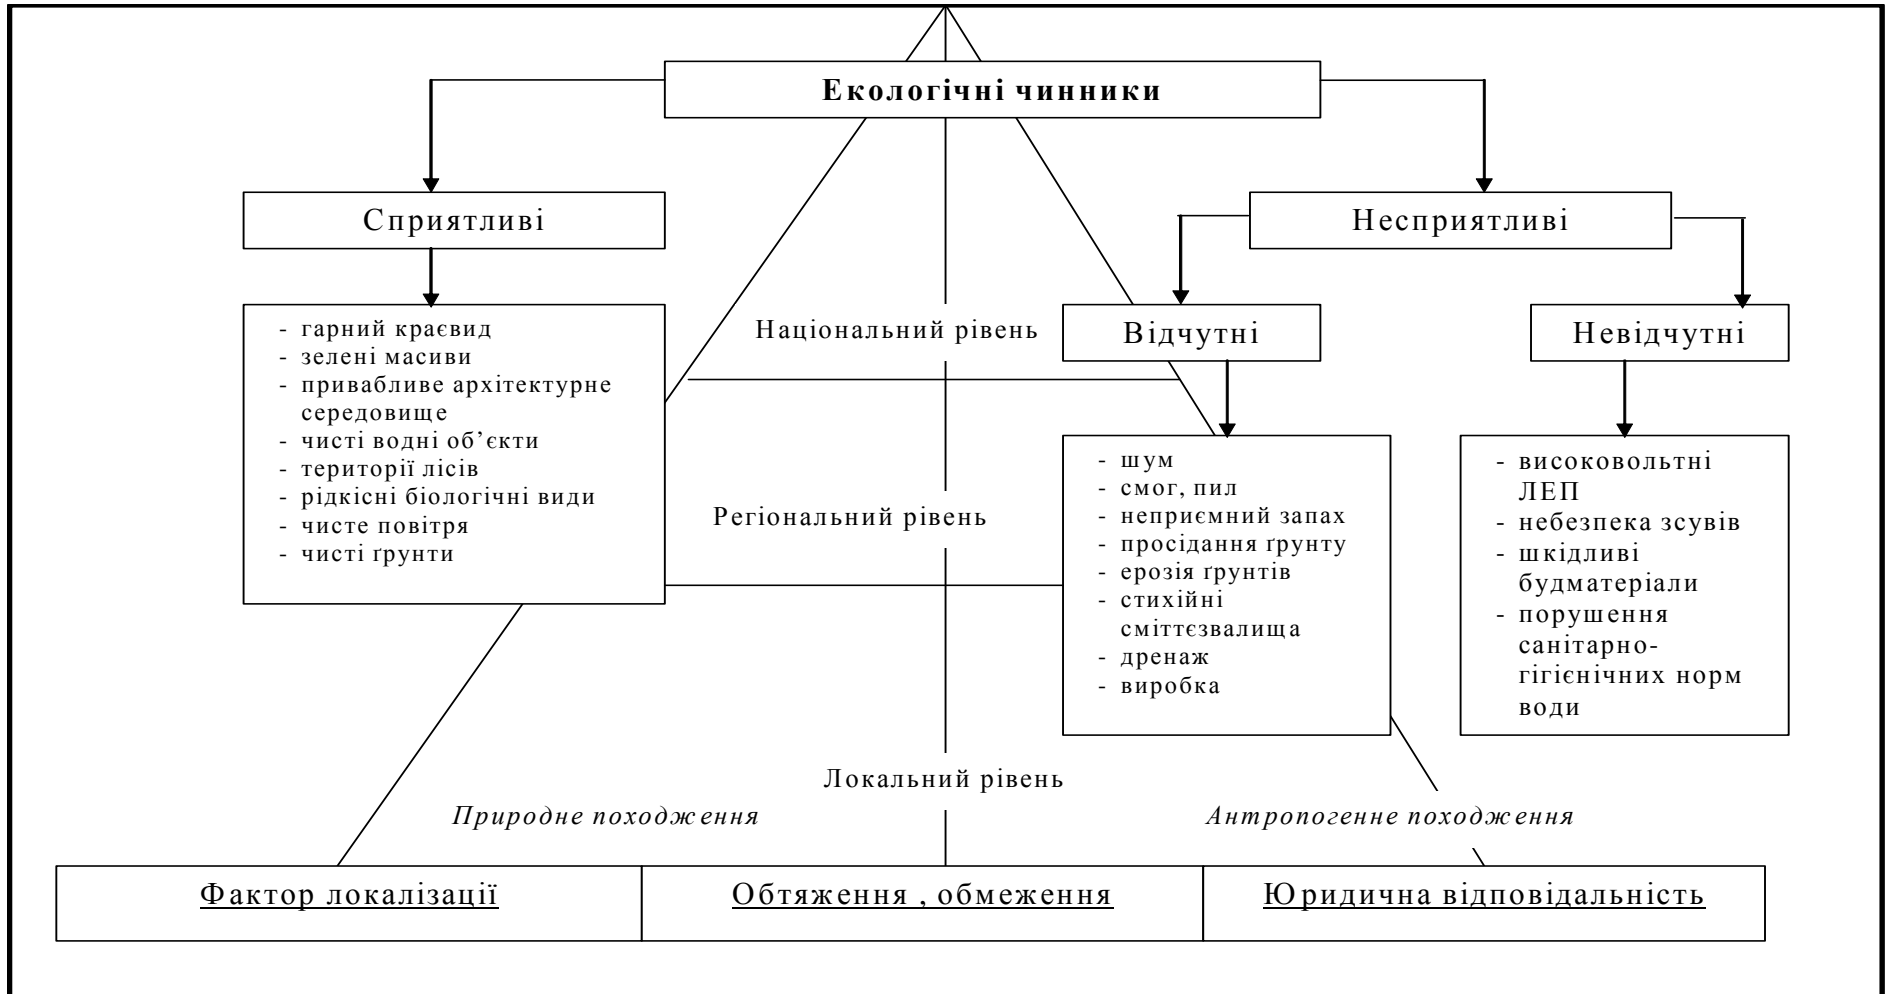 Екологічні чинники
Сприятливі
Несприятливі
- гарний краєвид
- зелені масиви
- привабливе архітектурне
середовище
- чисті водні об’єкти
- території лісів
- рідкісні біологічні види
- чисте повітря
- чисті ґрунти
Національний рівень
Відчутні
Невідчутні
Регіональний рівень
- шум
- смог, пил
- неприємний запах
- просідання ґрунту
- ерозія ґрунтів
- стихійні
сміттєзвалища
- дренаж
- виробка
- високовольтні
ЛЕП
- небезпека зсувів
- шкідливі
будматеріали
- порушення
санітарно-
гігієнічних норм
води
Локальний рівень
Природне походження
Антропогенне походження
Фактор локалізації
Обтяження , обмеження
Юридична відповідальність